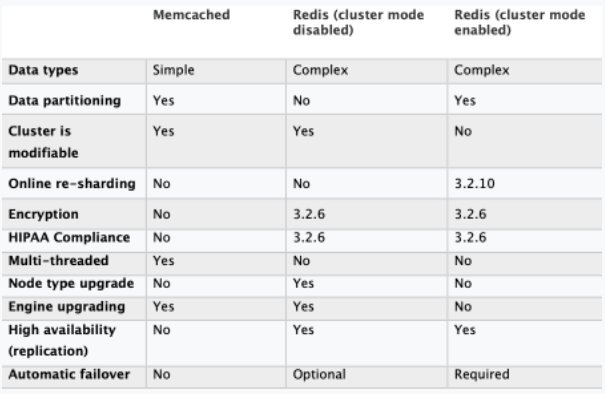 Memcached Redis (cluster mode disabled) Redis (cluster mode enabled)
Data types Simple Complex Complex
Data partitioning Yes No Yes
Cluster is modifiable Yes Yes No
Online re-sharding No No 3.2.10
Encryption No 3.2.6 3.2.6
HIPAA Compliance No 3.2.6 3.2.6
Multi-threaded Yes No No
Node type upgrade No Yes No
Engine upgrading Yes Yes No
High availability (replication) No Yes Yes
Automatic failover No Optional Required